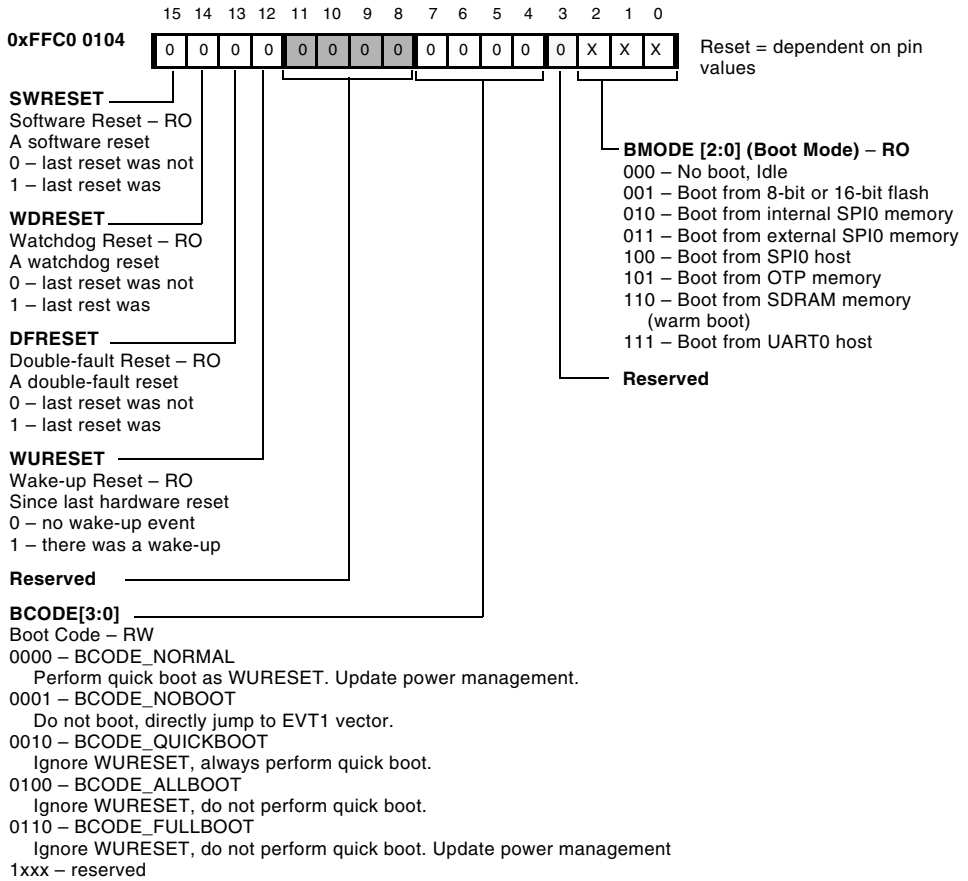 15 14 13 12 11 10 9 8 7 6 5 4 3 2 1 0
0xFFC0 0104
0 0 0 0 0 0 0 0 0 0 0 0 0 X X X
Reset = dependent on pin
values
SWRESET
Software Reset – RO
A software reset
0 – last reset was not
1 – last reset was
WDRESET
Watchdog Reset – RO
A watchdog reset
0 – last reset was not
1 – last rest was
DFRESET
Double-fault Reset – RO
A double-fault reset
0 – last reset was not
1 – last reset was
WURESET
Wake-up Reset – RO
Since last hardware reset
0 – no wake-up event
1 – there was a wake-up
Reserved
BCODE[3:0]
Boot Code – RW
0000 – BCODE_NORMAL
Perform quick boot as WURESET. Update power management.
0001 – BCODE_NOBOOT
Do not boot, directly jump to EVT1 vector.
0010 – BCODE_QUICKBOOT
Ignore WURESET, always perform quick boot.
0100 – BCODE_ALLBOOT
Ignore WURESET, do not perform quick boot.
0110 – BCODE_FULLBOOT
Ignore WURESET, do not perform quick boot. Update power management
1xxx – reserved
BMODE [2:0] (Boot Mode) – RO
000 – No boot, Idle
001 – Boot from 8-bit or 16-bit flash
010 – Boot from internal SPI0 memory
011 – Boot from external SPI0 memory
100 – Boot from SPI0 host
101 – Boot from OTP memory
110 – Boot from SDRAM memory
(warm boot)
111 – Boot from UART0 host
Reserved